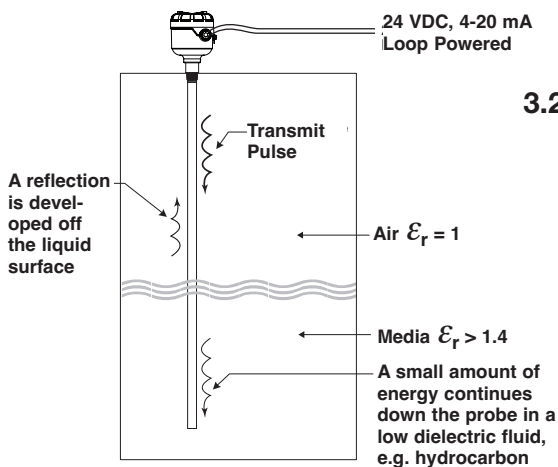 24 VDC, 4-20 mA
Loop Powered
3.2
Transmit
Pulse
A reflection
is devel-
oped off
the liquid
surface
Air εr = 1
Media εr > 1.4
A small amount of
energy continues
down the probe in a
low dielectric fluid,
e.g. hydrocarbon